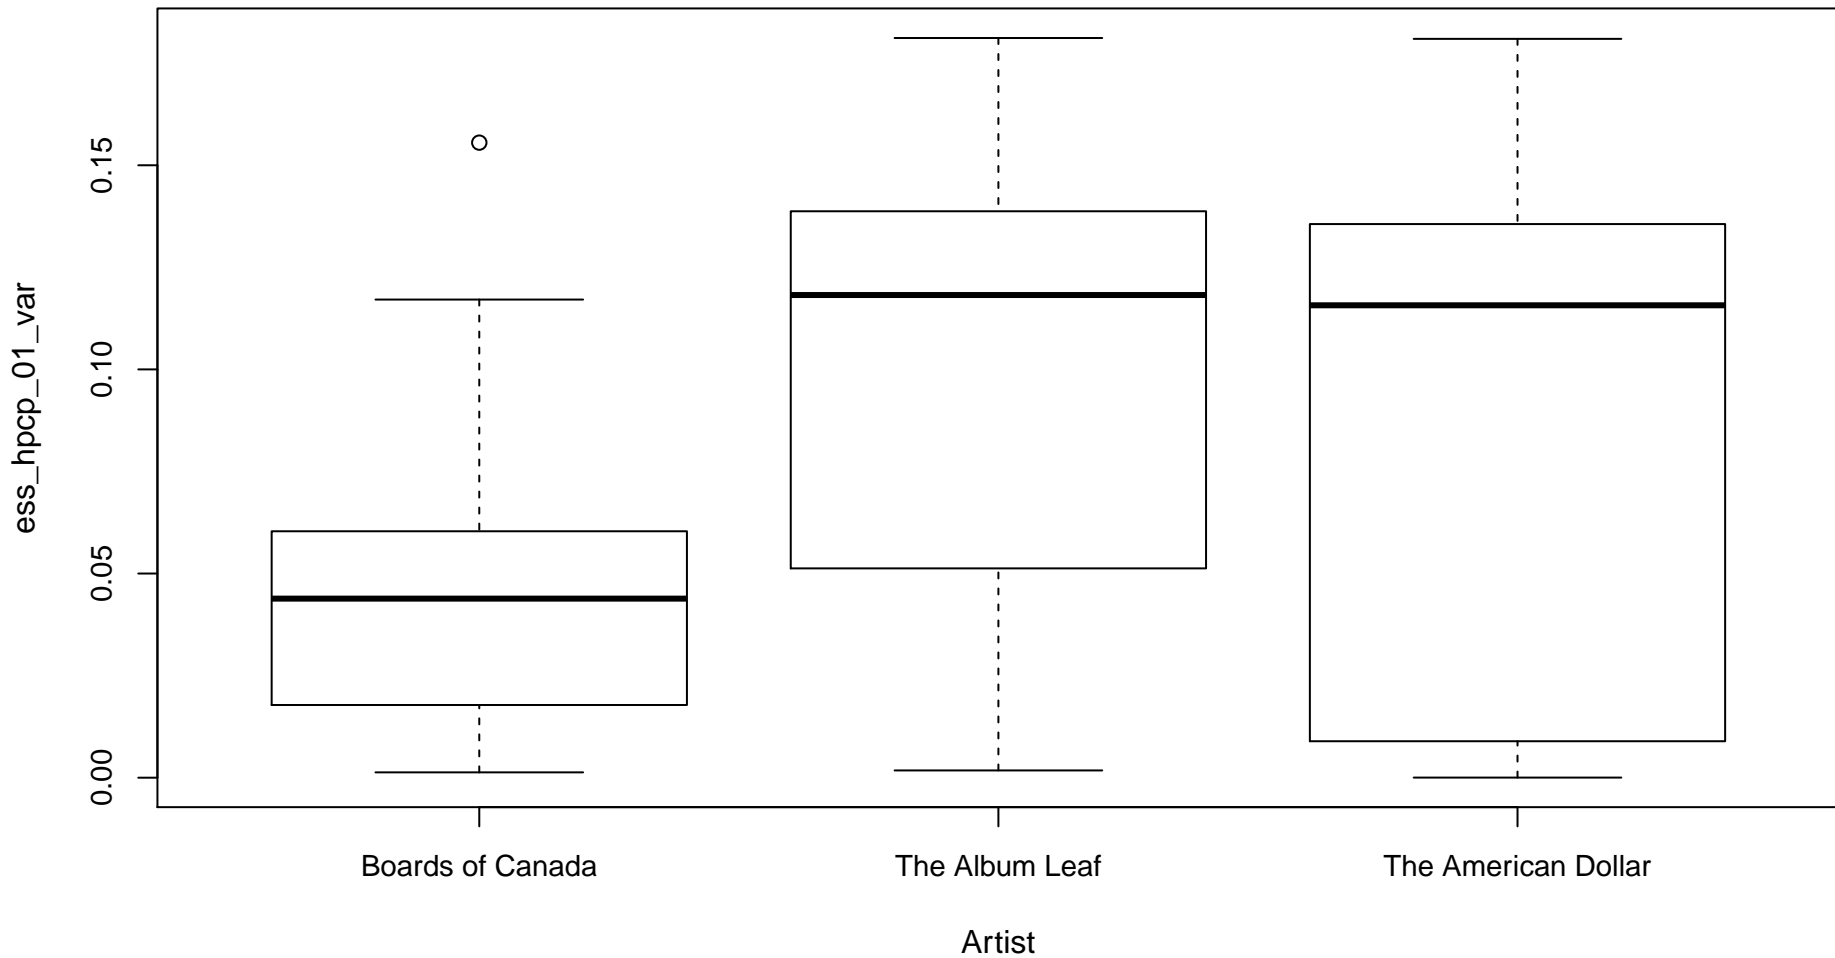 ess_hpcp_01_var
0.15
0.10
0.05
0.00
Boards of Canada
The Album Leaf
The American Dollar
Artist